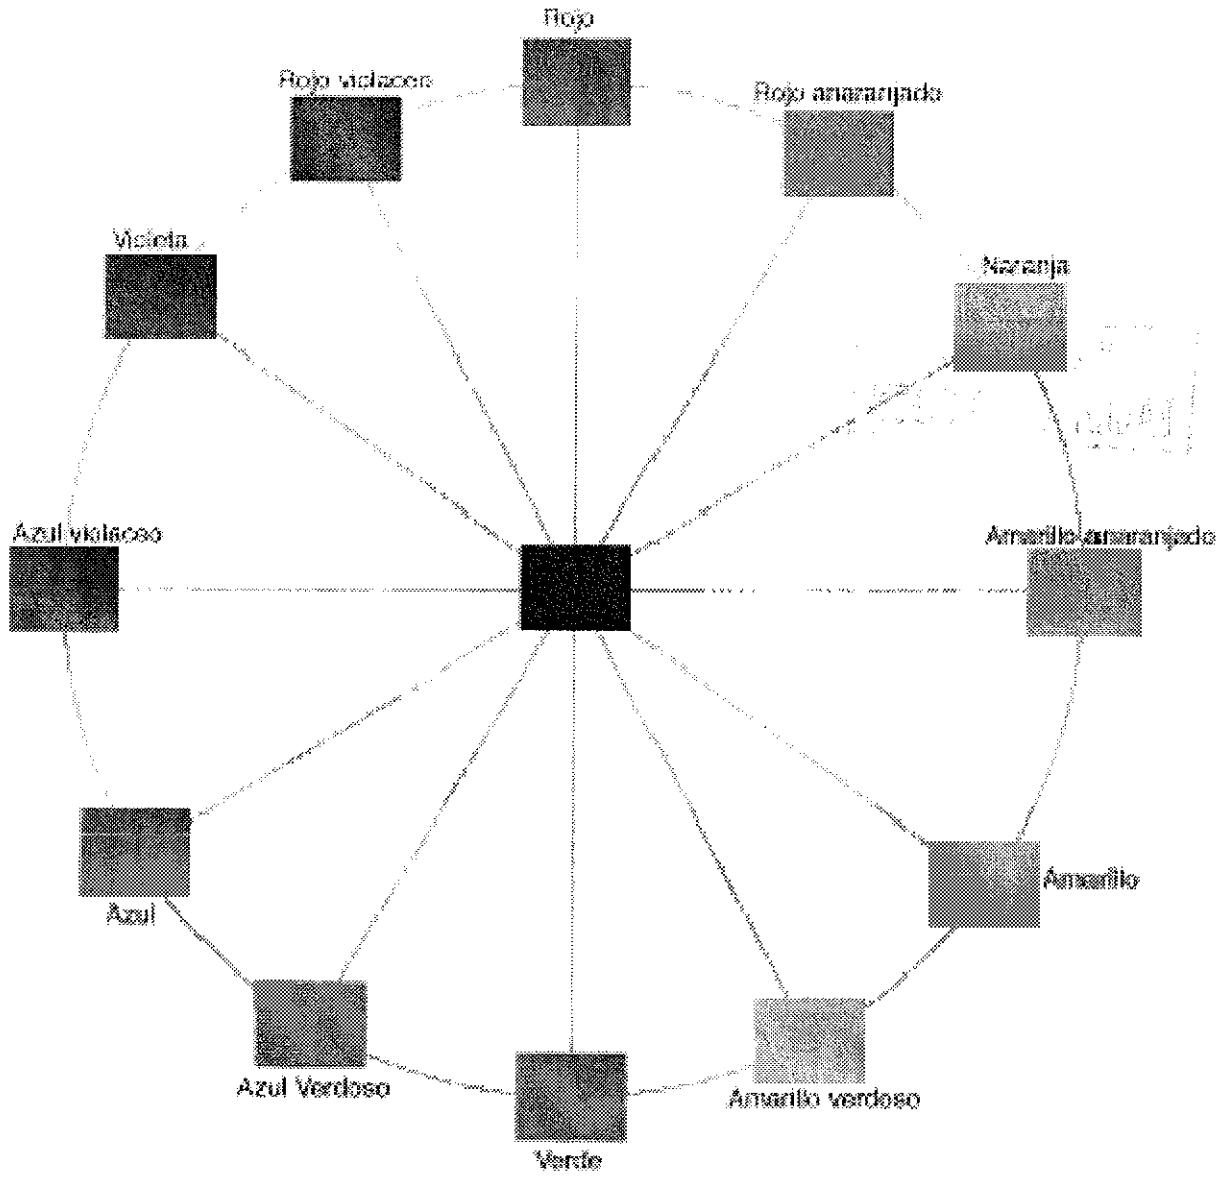 Rojo
Rojo violaceo
Rojo anaranjado
Violeta
Naranja
Azul violaceo
Amarillo anaranjado
Azul
Amarillo
Azul Verdoso
Amarillo verdoso
Verde